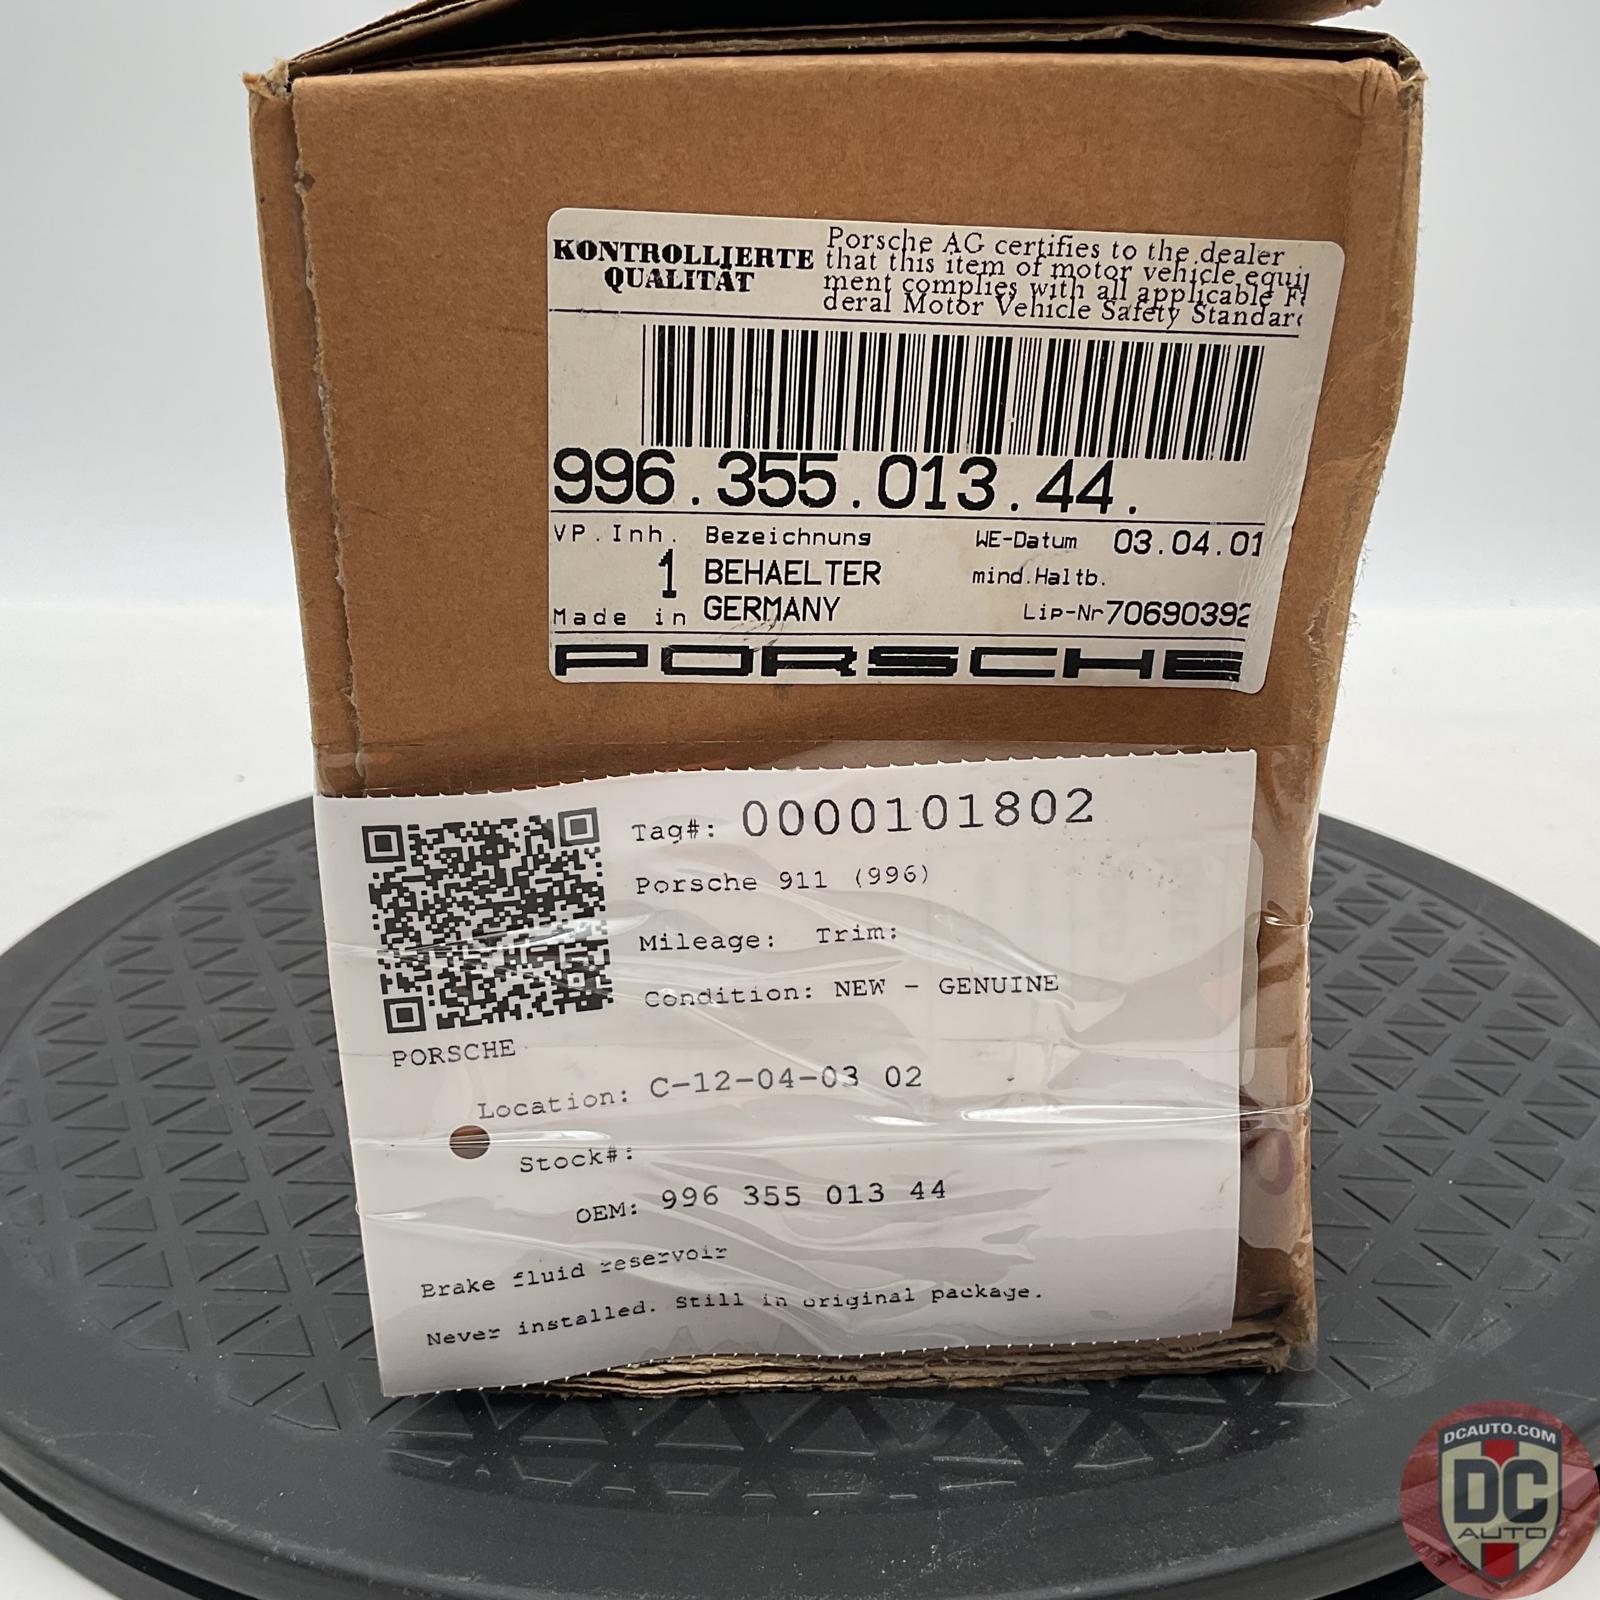 KONTROLLIERTE
QUALITÄT
Porsche AG certifies to the dealer
that this item of motor vehicle equip
ment complies with all applicable Fe
deral Motor Vehicle Safety Standar
996.355.013.44.
VP.Inh. Bezeichnung WE-Datum 03.04.01
1 BEHAELTER mind.Haltb.
Made in GERMANY Lip-Nr 70690392
PORSCHE
Tag#: 0000101802
Porsche 911 (996)
Mileage: Trim:
Condition: NEW - GENUINE
PORSCHE
Location: C-12-04-03 02
Stock#:
OEM: 996 355 013 44
Brake fluid reservoir
Never installed. Still in original package.
DCAUTO.COM
DC
AUTO